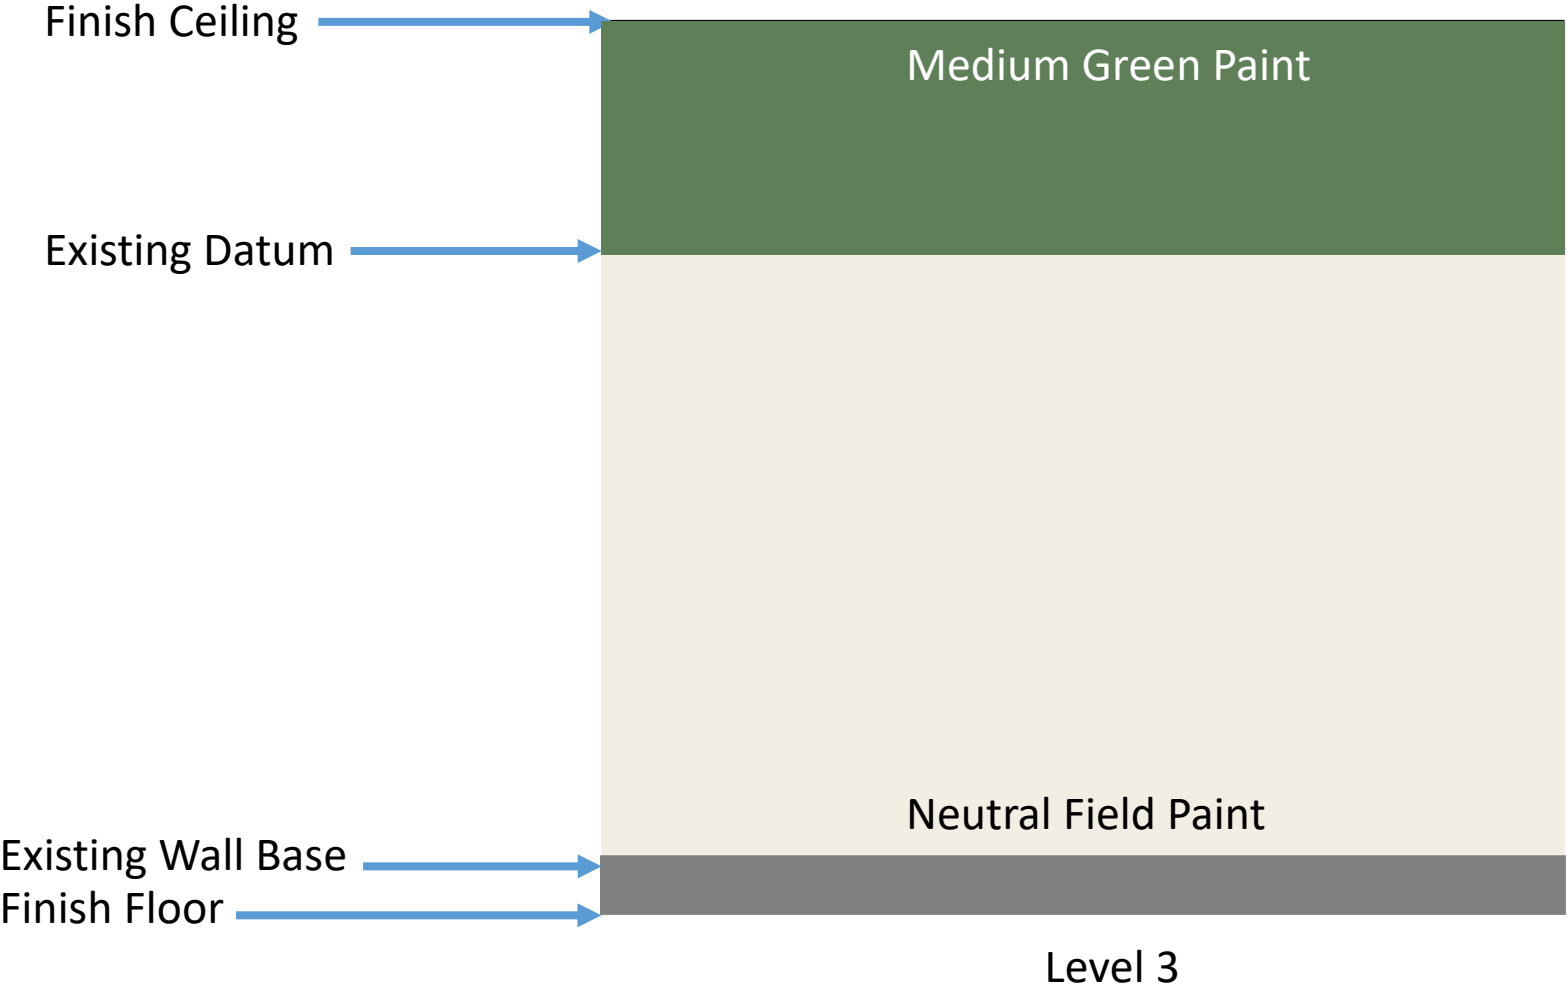 Finish Ceiling
Medium Green Paint
Existing Datum
Neutral Field Paint
Existing Wall Base
Finish Floor
Level 3